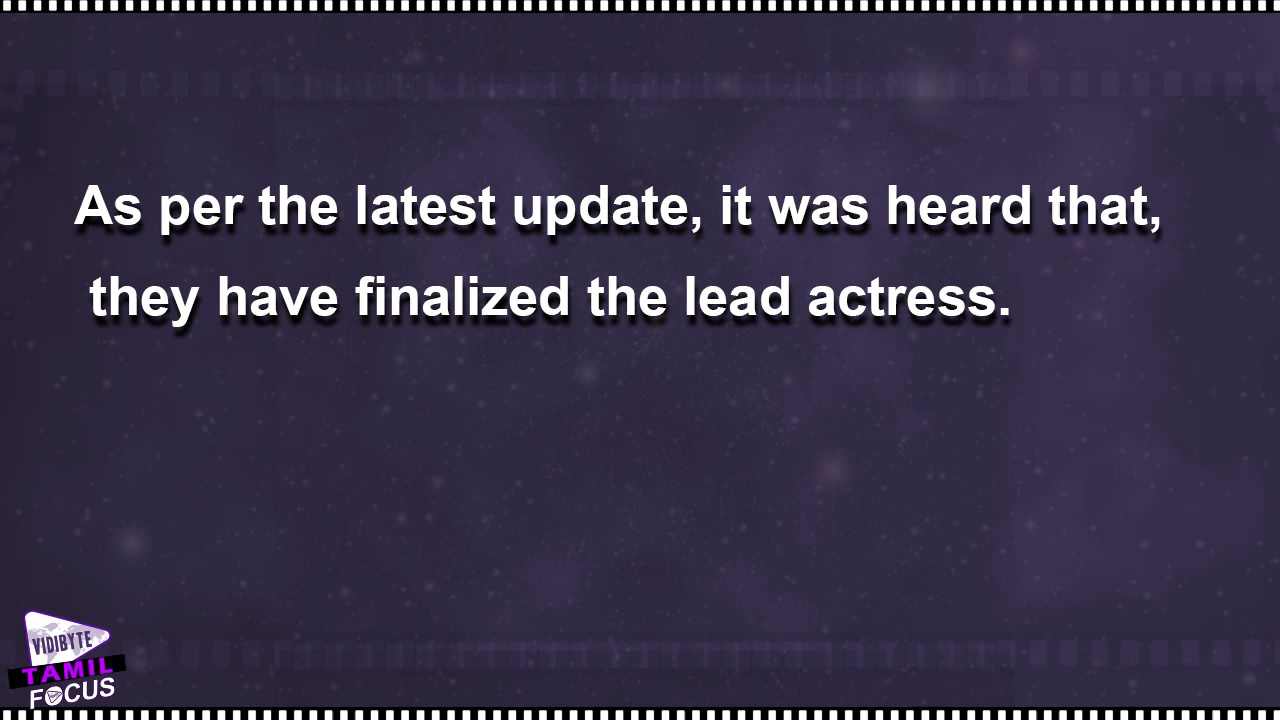 As per the latest update, it was heard that,
they have finalized the lead actress.
VIDIBYTE
TAMIL
FOCUS